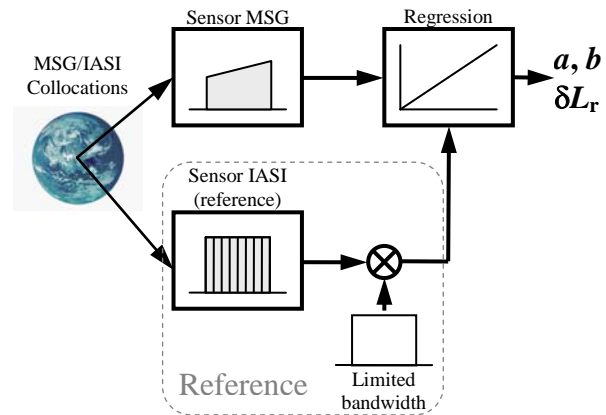 Sensor MSG
Regression
MSG/IASI
Collocations
a, b
δLr
Sensor IASI
(reference)
Limited
bandwidth
Reference